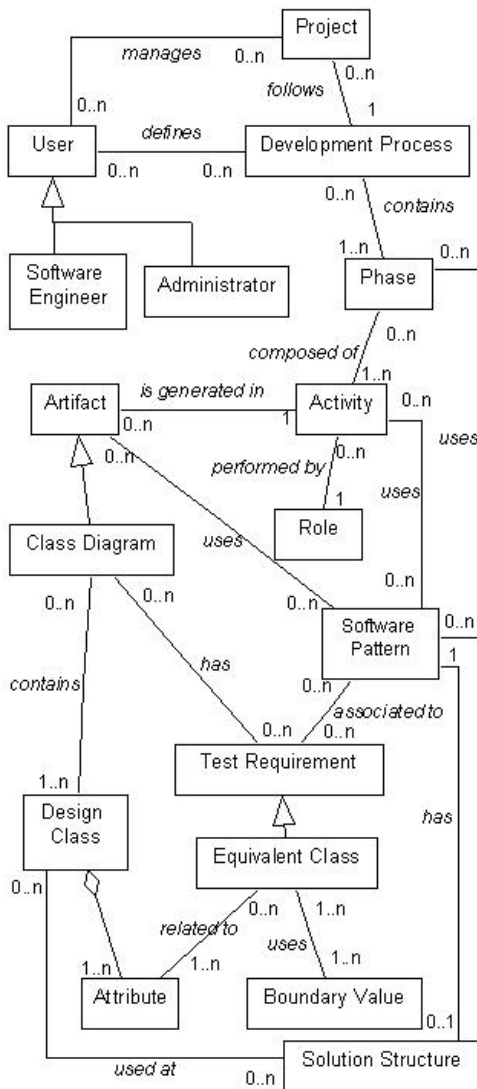 Project
manages
0..n
0..n
follows
0..n
1
User
defines
Development Process
0..n
0..n
0..n
contains
1..n
0..n
Software
Engineer
Administrator
Phase
0..n
composed of
1..n
is generated in
Artifact
Activity
0..n
0..n
1
uses
0..n
0..n
performed by
uses
1
Role
Class Diagram
uses
0..n
0..n
0..n
0..n
0..n
Software
Pattern
1
has
0..n
contains
associated to
0..n
0..n
Test Requirement
1..n
Design
Class
has
Equivalent Class
0..n
0..n
1..n
related to
uses
1..n
1..n
1..n
Attribute
Boundary Value
0..1
used at
0..n
Solution Structure